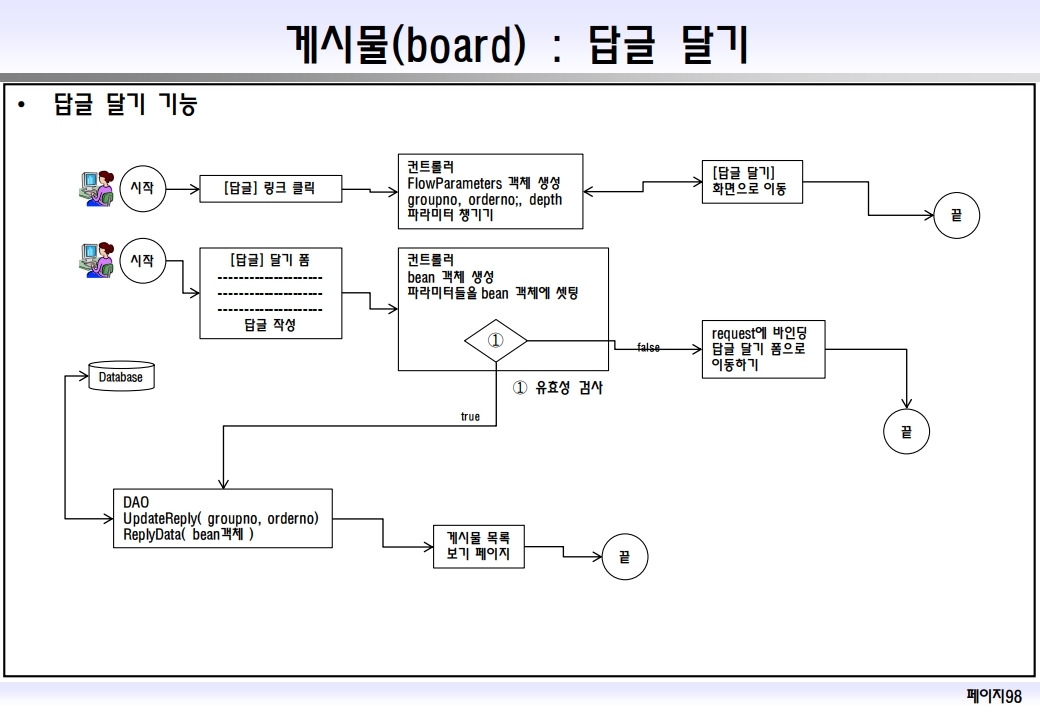 게시물(board) : 답글 달기
• 답글 달기 기능
시작
[답글] 링크 클릭
컨트롤러
FlowParameters 객체 생성
groupno, orderno;, depth
파라미터 챙기기
[답글 달기]
화면으로 이동
끝
시작
[답글] 달기 폼
---------------------
---------------------
---------------------
답글 작성
컨트롤러
bean 객체 생성
파라미터들을 bean 객체에 셋팅
①
false
request에 바인딩
답글 달기 폼으로
이동하기
끝
① 유효성 검사
true
Database
DAO
UpdateReply( groupno, orderno)
ReplyData( bean객체 )
게시물 목록
보기 페이지
끝
페이지98